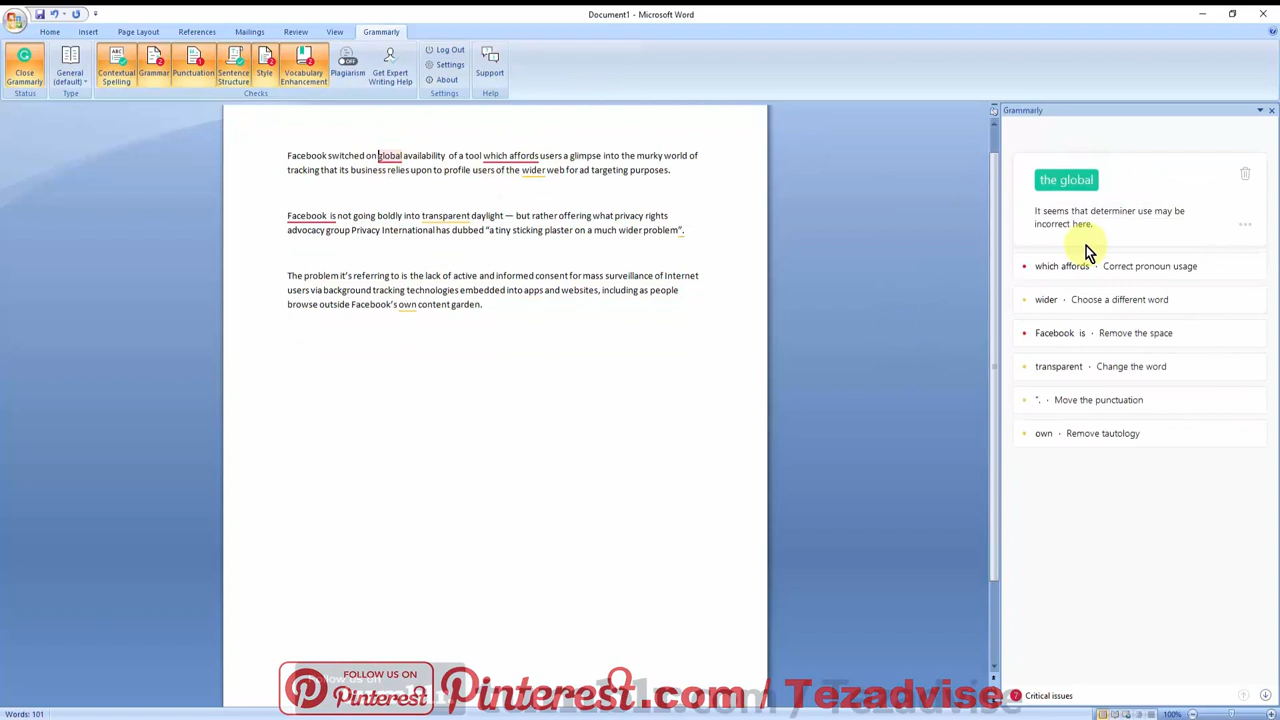 Document1 - Microsoft Word
Home Insert Page Layout References Mailings Review View Grammarly
Close Grammarly
Status
General (default)
Type
Contextual Spelling
Grammar
2
Punctuation
1
Sentence Structure
Style
2
Vocabulary Enhancement
2
OFF
Plagiarism
Get Expert Writing Help
Checks
Log Out
Settings
About
Settings
Support
Help
Facebook switched on global availability of a tool which affords users a glimpse into the murky world of
tracking that its business relies upon to profile users of the wider web for ad targeting purposes.
Facebook is not going boldly into transparent daylight — but rather offering what privacy rights
advocacy group Privacy International has dubbed “a tiny sticking plaster on a much wider problem”.
The problem it’s referring to is the lack of active and informed consent for mass surveillance of Internet
users via background tracking technologies embedded into apps and websites, including as people
browse outside Facebook’s own content garden.
Grammarly
the global
It seems that determiner use may be
incorrect here.
which affords · Correct pronoun usage
wider · Choose a different word
Facebook is · Remove the space
transparent · Change the word
”. · Move the punctuation
own · Remove tautology
7 Critical issues
FOLLOW US ON
Pinterest
Pinterest.com / Tezadvise
Words: 101
100%